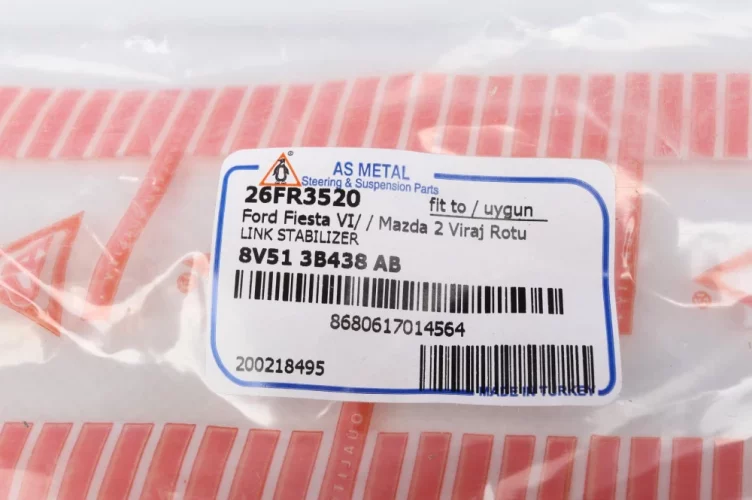 AS METAL
Steering & Suspension Parts
26FR3520
fit to / uygun
Ford Fiesta VI/ / Mazda 2 Viraj Rotu
LINK STABILIZER
8V51 3B438 AB
8680617014564
200218495
MADE IN TURKEY